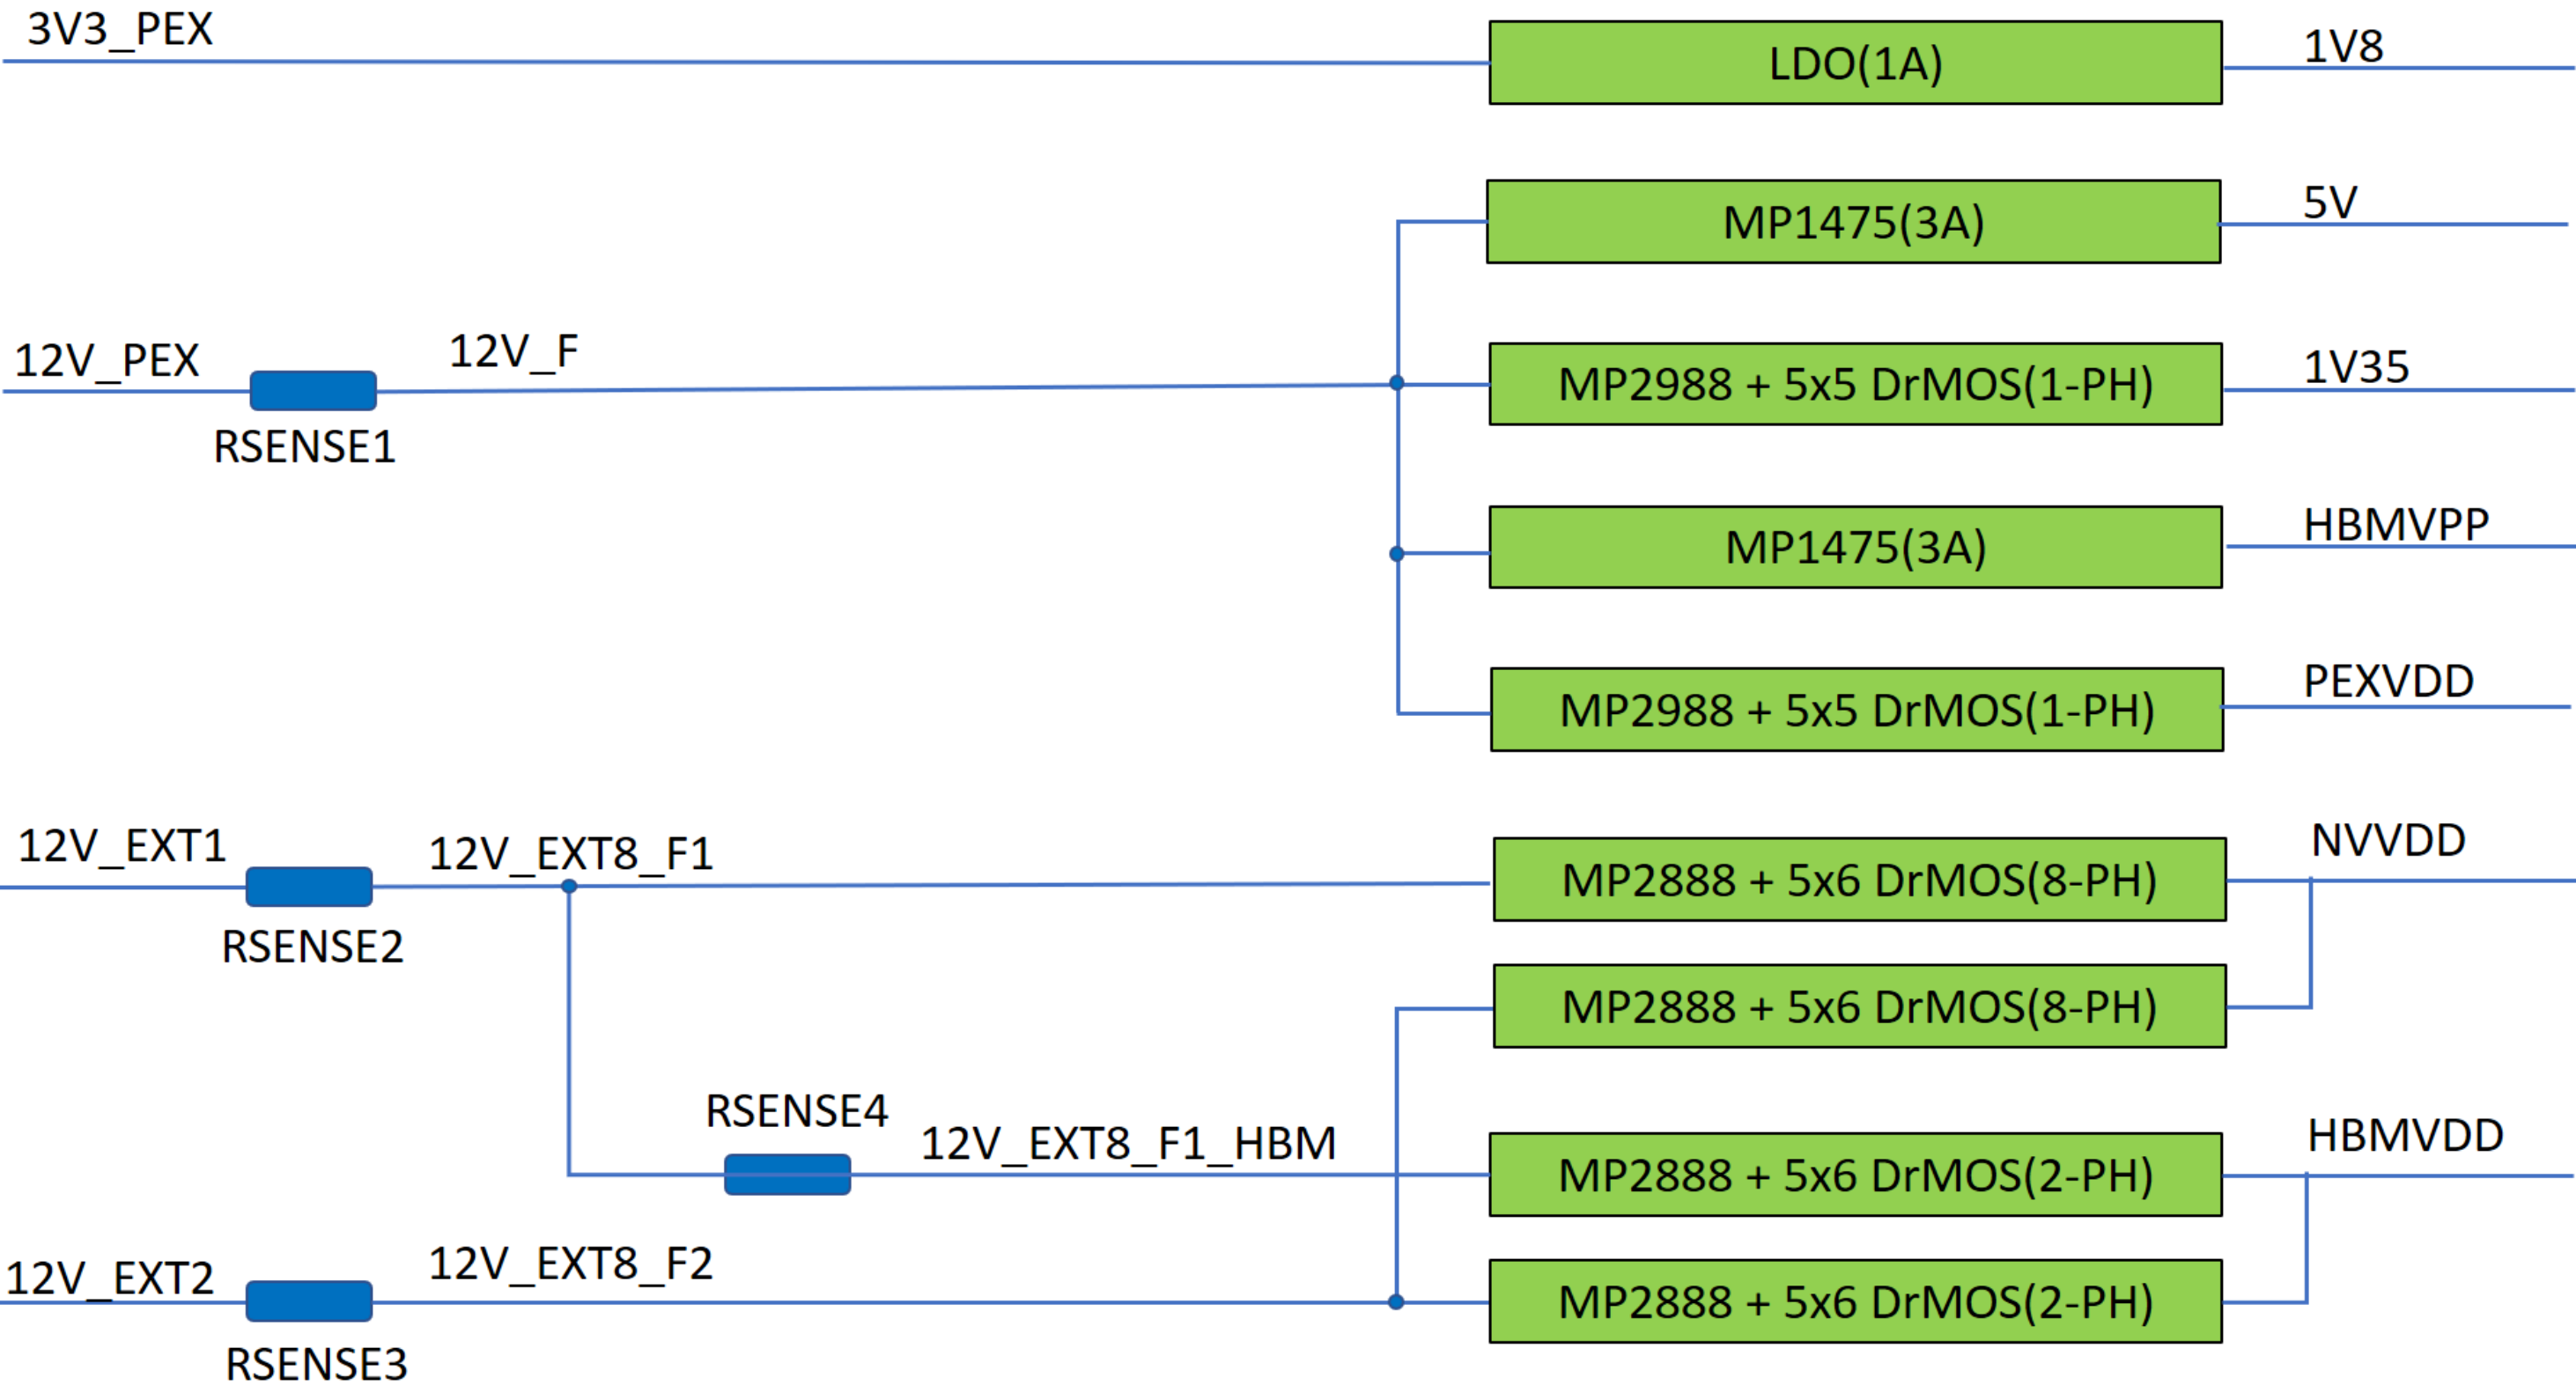 3V3_PEX
LDO(1A)
1V8
MP1475(3A)
5V
12V_PEX
12V_F
RSENSE1
MP2988 + 5x5 DrMOS(1-PH)
1V35
MP1475(3A)
HBMVPP
MP2988 + 5x5 DrMOS(1-PH)
PEXVDD
12V_EXT1
12V_EXT8_F1
RSENSE2
MP2888 + 5x6 DrMOS(8-PH)
NVVDD
MP2888 + 5x6 DrMOS(8-PH)
RSENSE4
12V_EXT8_F1_HBM
MP2888 + 5x6 DrMOS(2-PH)
HBMVDD
12V_EXT2
12V_EXT8_F2
RSENSE3
MP2888 + 5x6 DrMOS(2-PH)